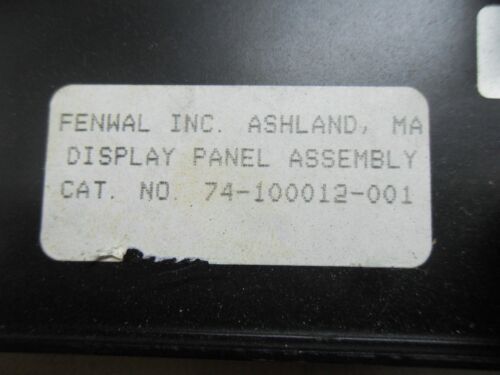 FENWAL INC. ASHLAND, MA
DISPLAY PANEL ASSEMBLY
CAT. NO. 74-100012-001